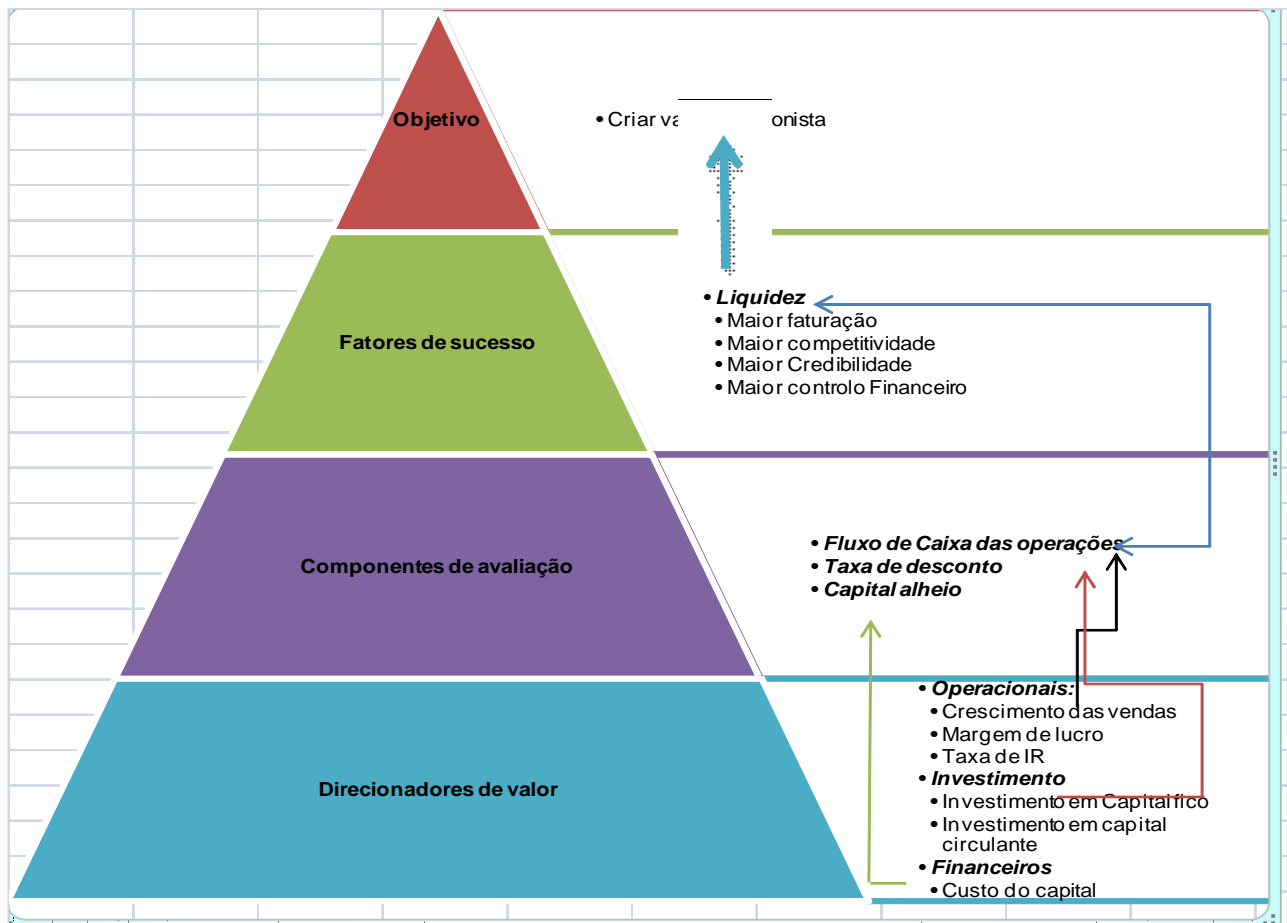 Objetivo
• Criar va onista
Fatores de sucesso
• Liquidez
• Maior faturação
• Maior competitividade
• Maior Credibilidade
• Maior controlo Financeiro
Componentes de avaliação
• Fluxo de Caixa das operações
• Taxa de desconto
• Capital alheio
Direcionadores de valor
• Operacionais:
• Crescimento das vendas
• Margem de lucro
• Taxa de IR
• Investimento
• Investimento em Capital fico
• Investimento em capital
circulante
• Financeiros
• Custo do capital